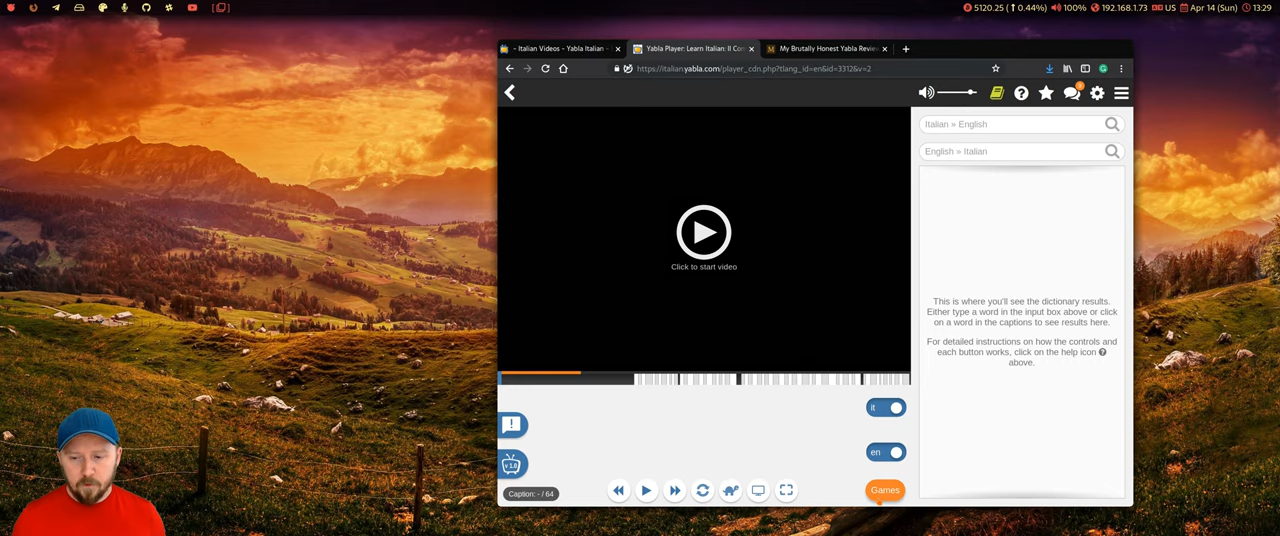 5120.25 (⬆ 0.44%) 100% 192.168.1.73 US Apr 14 (Sun) 13:29
- Italian Videos - Yabla Italian -
Yabla Player: Learn Italian: Il Com
My Brutally Honest Yabla Review
https://italian.yabla.com/player_cdn.php?tlang_id=en&id=3312&v=2
Italian » English
English » Italian
Click to start video
This is where you'll see the dictionary results.
Either type a word in the input box above or click
on a word in the captions to see results here.
For detailed instructions on how the controls and
each button works, click on the help icon ?
above.
it
en
v 1.0
Caption: - / 64
Games